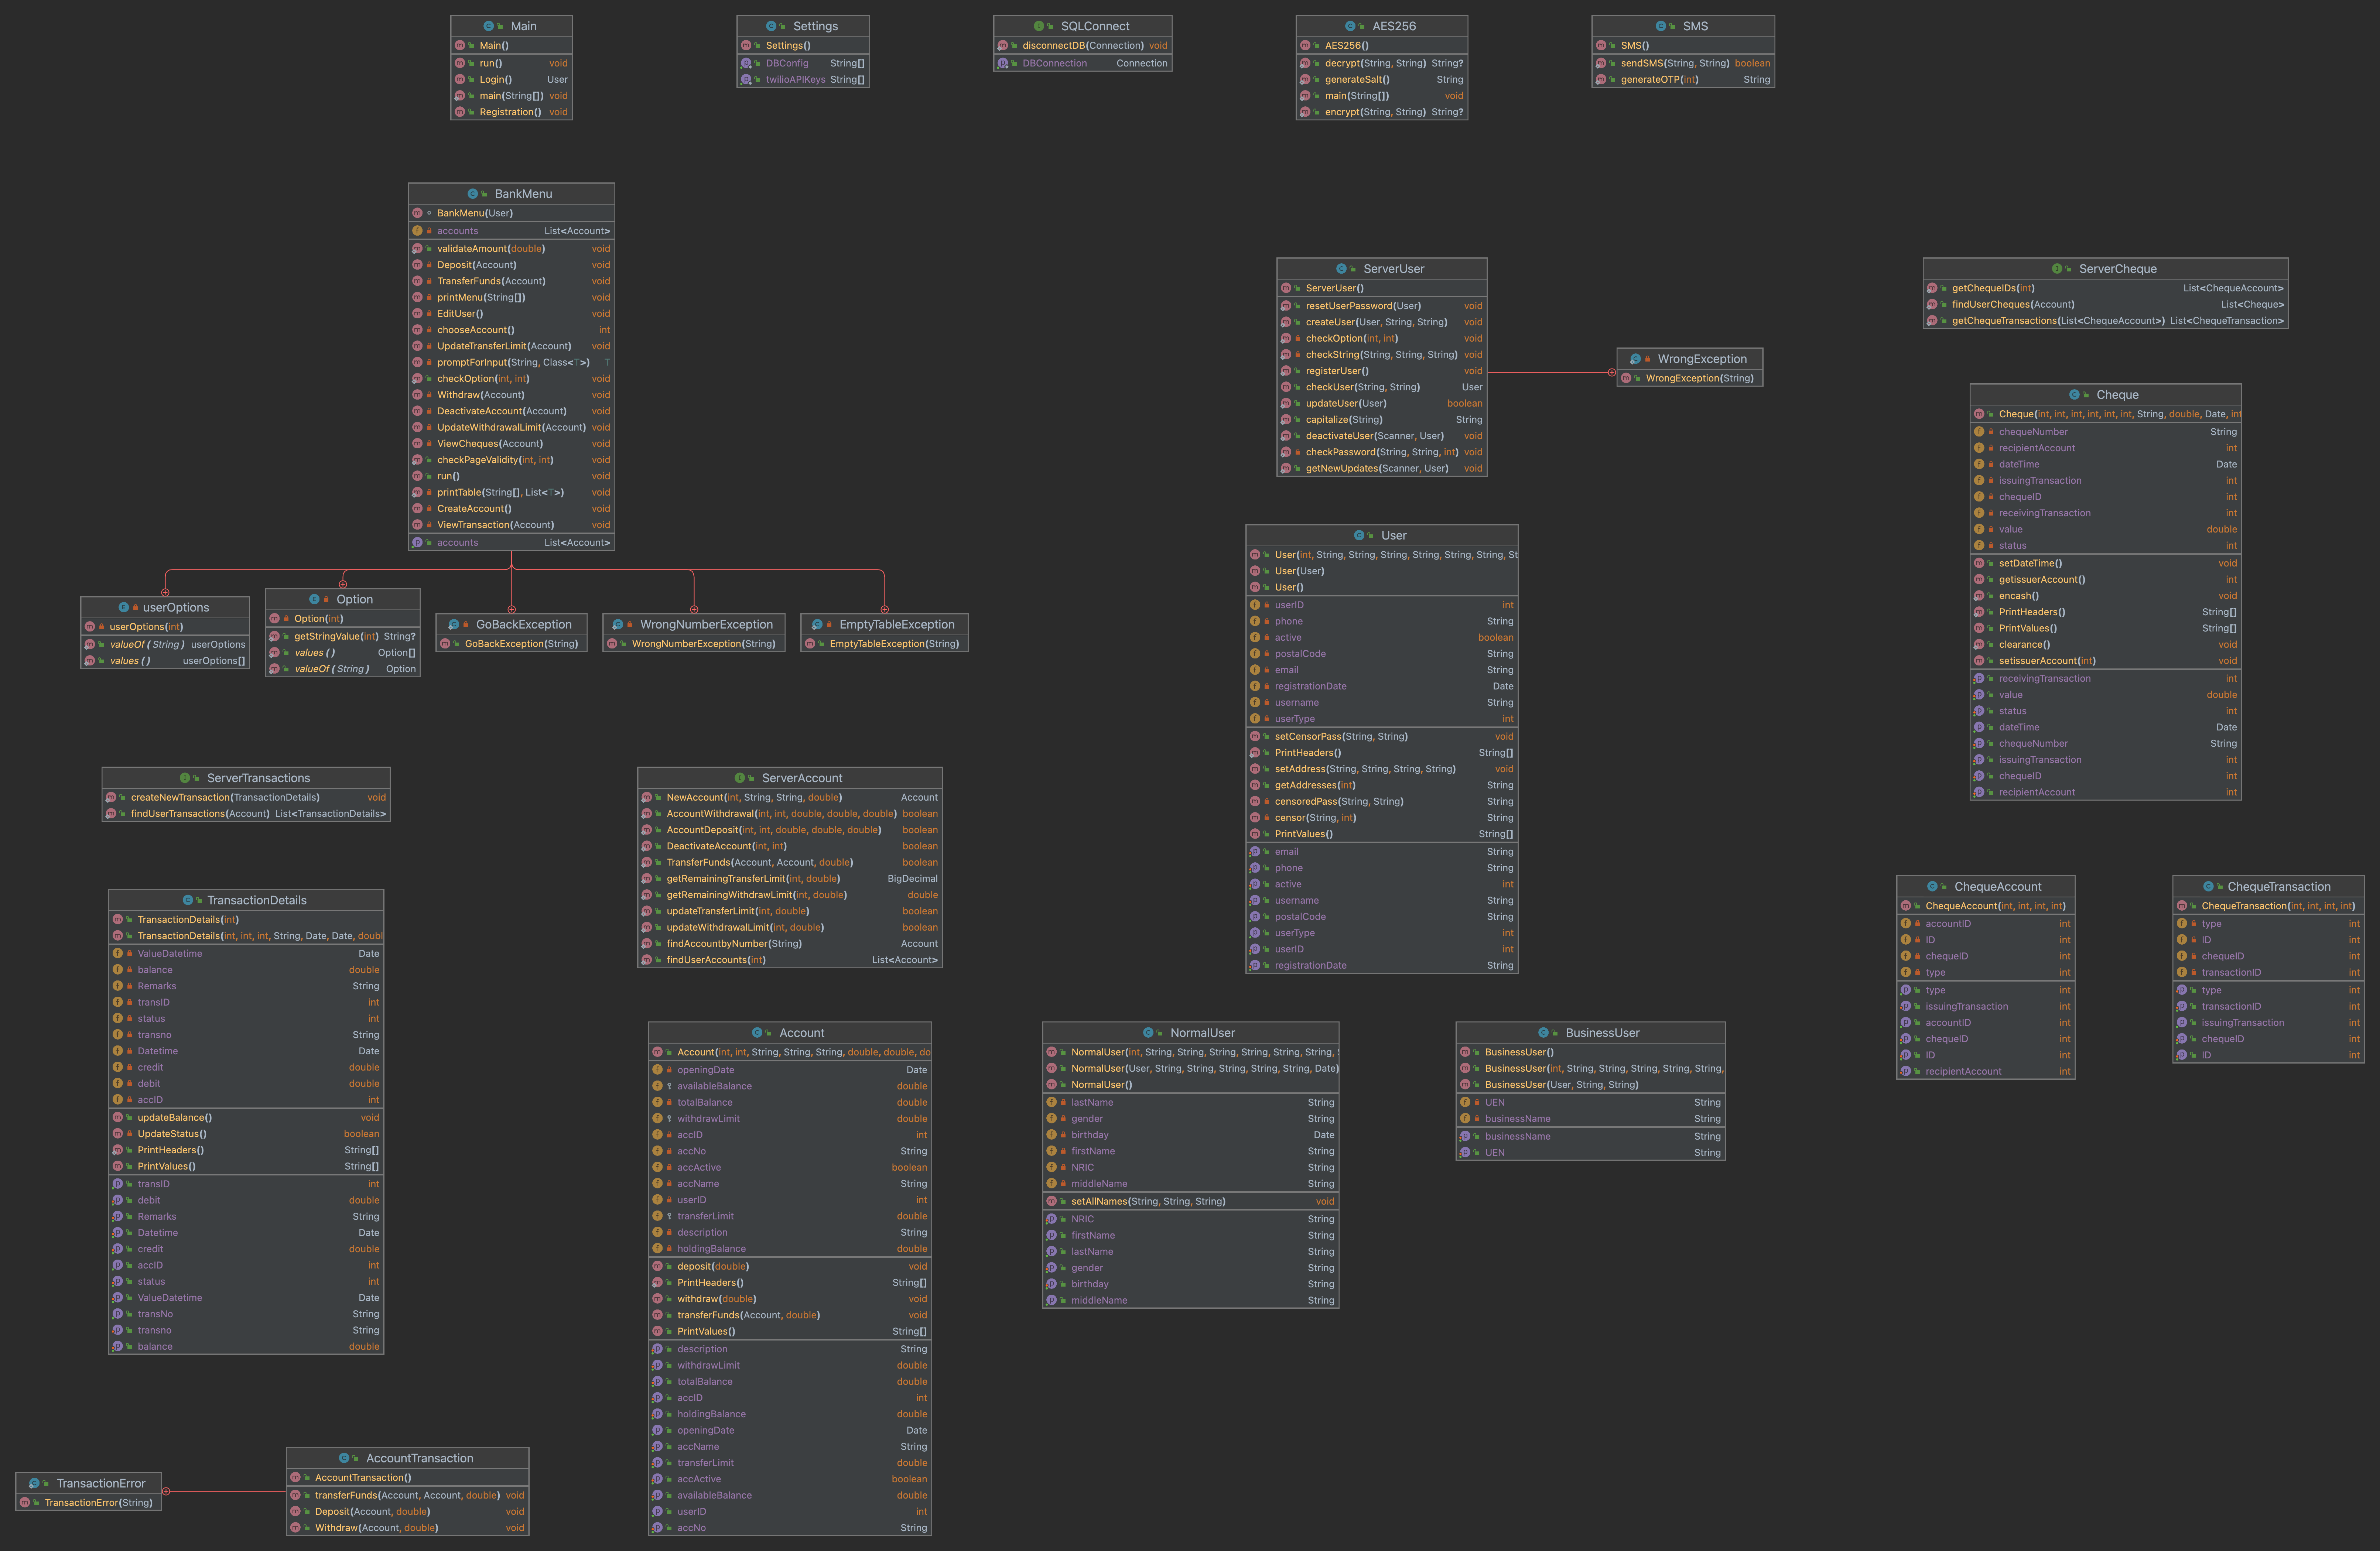 Main
Main()
run() void
Login() User
main(String[]) void
Registration() void
Settings
Settings()
DBConfig String[]
twilioAPIKeys String[]
SQLConnect
disconnectDB(Connection) void
DBConnection Connection
AES256
AES256()
decrypt(String, String) String?
generateSalt() String
main(String[]) void
encrypt(String, String) String?
SMS
SMS()
sendSMS(String, String) boolean
generateOTP(int) String
BankMenu
BankMenu(User)
accounts List<Account>
validateAmount(double) void
Deposit(Account) void
TransferFunds(Account) void
printMenu(String[]) void
EditUser() void
chooseAccount() int
UpdateTransferLimit(Account) void
promptForInput(String, Class<T>) T
checkOption(int, int) void
Withdraw(Account) void
DeactivateAccount(Account) void
UpdateWithdrawalLimit(Account) void
ViewCheques(Account) void
checkPageValidity(int, int) void
run() void
printTable(String[], List<T>) void
CreateAccount() void
ViewTransaction(Account) void
accounts List<Account>
ServerUser
ServerUser()
resetUserPassword(User) void
createUser(User, String, String) void
checkOption(int, int) void
checkString(String, String, String) void
registerUser() void
checkUser(String, String) User
updateUser(User) boolean
capitalize(String) String
deactivateUser(Scanner, User) void
checkPassword(String, String, int) void
getNewUpdates(Scanner, User) void
WrongException
WrongException(String)
ServerCheque
getChequeIDs(int) List<ChequeAccount>
findUserCheques(Account) List<Cheque>
getChequeTransactions(List<ChequeAccount>) List<ChequeTransaction>
Cheque
Cheque(int, int, int, int, int, int, String, double, Date, int
chequeNumber String
recipientAccount int
dateTime Date
issuingTransaction int
chequeID int
receivingTransaction int
value double
status int
setDateTime() void
getissuerAccount() int
encash() void
PrintHeaders() String[]
PrintValues() String[]
clearance() void
setissuerAccount(int) void
receivingTransaction int
value double
status int
dateTime Date
chequeNumber String
issuingTransaction int
chequeID int
recipientAccount int
userOptions
userOptions(int)
valueOf(String) userOptions
values() userOptions[]
Option
Option(int)
getStringValue(int) String?
values() Option[]
valueOf(String) Option
GoBackException
GoBackException(String)
WrongNumberException
WrongNumberException(String)
EmptyTableException
EmptyTableException(String)
User
User(int, String, String, String, String, String, String, St
User(User)
User()
userID int
phone String
active boolean
postalCode String
email String
registrationDate Date
username String
userType int
setCensorPass(String, String) void
PrintHeaders() String[]
setAddress(String, String, String, String) void
getAddresses(int) String
censoredPass(String, String) String
censor(String, int) String
PrintValues() String[]
email String
phone String
active int
username String
postalCode String
userType int
userID int
registrationDate String
ServerTransactions
createNewTransaction(TransactionDetails) void
findUserTransactions(Account) List<TransactionDetails>
ServerAccount
NewAccount(int, String, String, double) Account
AccountWithdrawal(int, int, double, double, double) boolean
AccountDeposit(int, int, double, double, double) boolean
DeactivateAccount(int, int) boolean
TransferFunds(Account, Account, double) boolean
getRemainingTransferLimit(int, double) BigDecimal
getRemainingWithdrawLimit(int, double) double
updateTransferLimit(int, double) boolean
updateWithdrawalLimit(int, double) boolean
findAccountbyNumber(String) Account
findUserAccounts(int) List<Account>
TransactionDetails
TransactionDetails(int)
TransactionDetails(int, int, int, String, Date, Date, doubl
ValueDatetime Date
balance double
Remarks String
transID int
status int
transno String
Datetime Date
credit double
debit double
accID int
updateBalance() void
UpdateStatus() boolean
PrintHeaders() String[]
PrintValues() String[]
transID int
debit double
Remarks String
Datetime Date
credit double
accID int
status int
ValueDatetime Date
transNo String
transno String
balance double
Account
Account(int, int, String, String, String, double, double, do
openingDate Date
availableBalance double
totalBalance double
withdrawLimit double
accID int
accNo String
accActive boolean
accName String
userID int
transferLimit double
description String
holdingBalance double
deposit(double) void
PrintHeaders() String[]
withdraw(double) void
transferFunds(Account, double) void
PrintValues() String[]
description String
withdrawLimit double
totalBalance double
accID int
holdingBalance double
openingDate Date
accName String
transferLimit double
accActive boolean
availableBalance double
userID int
accNo String
NormalUser
NormalUser(int, String, String, String, String, String, String, S
NormalUser(User, String, String, String, String, String, Date)
NormalUser()
lastName String
gender String
birthday Date
firstName String
NRIC String
middleName String
setAllNames(String, String, String) void
NRIC String
firstName String
lastName String
gender String
birthday String
middleName String
BusinessUser
BusinessUser()
BusinessUser(int, String, String, String, String, String,
BusinessUser(User, String, String)
UEN String
businessName String
businessName String
UEN String
ChequeAccount
ChequeAccount(int, int, int, int)
accountID int
ID int
chequeID int
type int
type int
issuingTransaction int
accountID int
chequeID int
ID int
recipientAccount int
ChequeTransaction
ChequeTransaction(int, int, int, int)
type int
ID int
chequeID int
transactionID int
type int
transactionID int
issuingTransaction int
chequeID int
ID int
TransactionError
TransactionError(String)
AccountTransaction
AccountTransaction()
transferFunds(Account, Account, double) void
Deposit(Account, double) void
Withdraw(Account, double) void